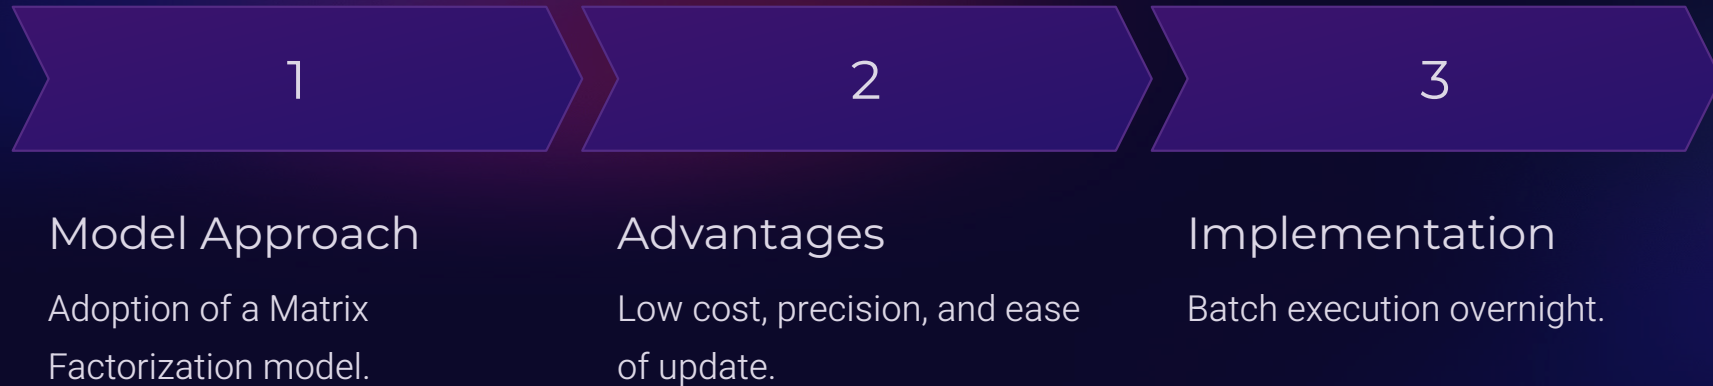 1
2
3
Model Approach
Adoption of a Matrix
Factorization model.
Advantages
Low cost, precision, and ease
of update.
Implementation
Batch execution overnight.